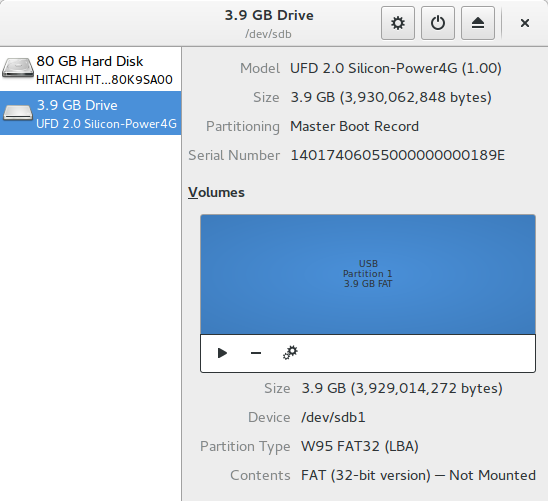 3.9 GB Drive
/dev/sdb
80 GB Hard Disk
HITACHI HT...80K9SA00
3.9 GB Drive
UFD 2.0 Silicon-Power4G
Model UFD 2.0 Silicon-Power4G (1.00)
Size 3.9 GB (3,930,062,848 bytes)
Partitioning Master Boot Record
Serial Number 14017406055000000000189E
Volumes
USB
Partition 1
3.9 GB FAT
Size 3.9 GB (3,929,014,272 bytes)
Device /dev/sdb1
Partition Type W95 FAT32 (LBA)
Contents FAT (32-bit version) — Not Mounted